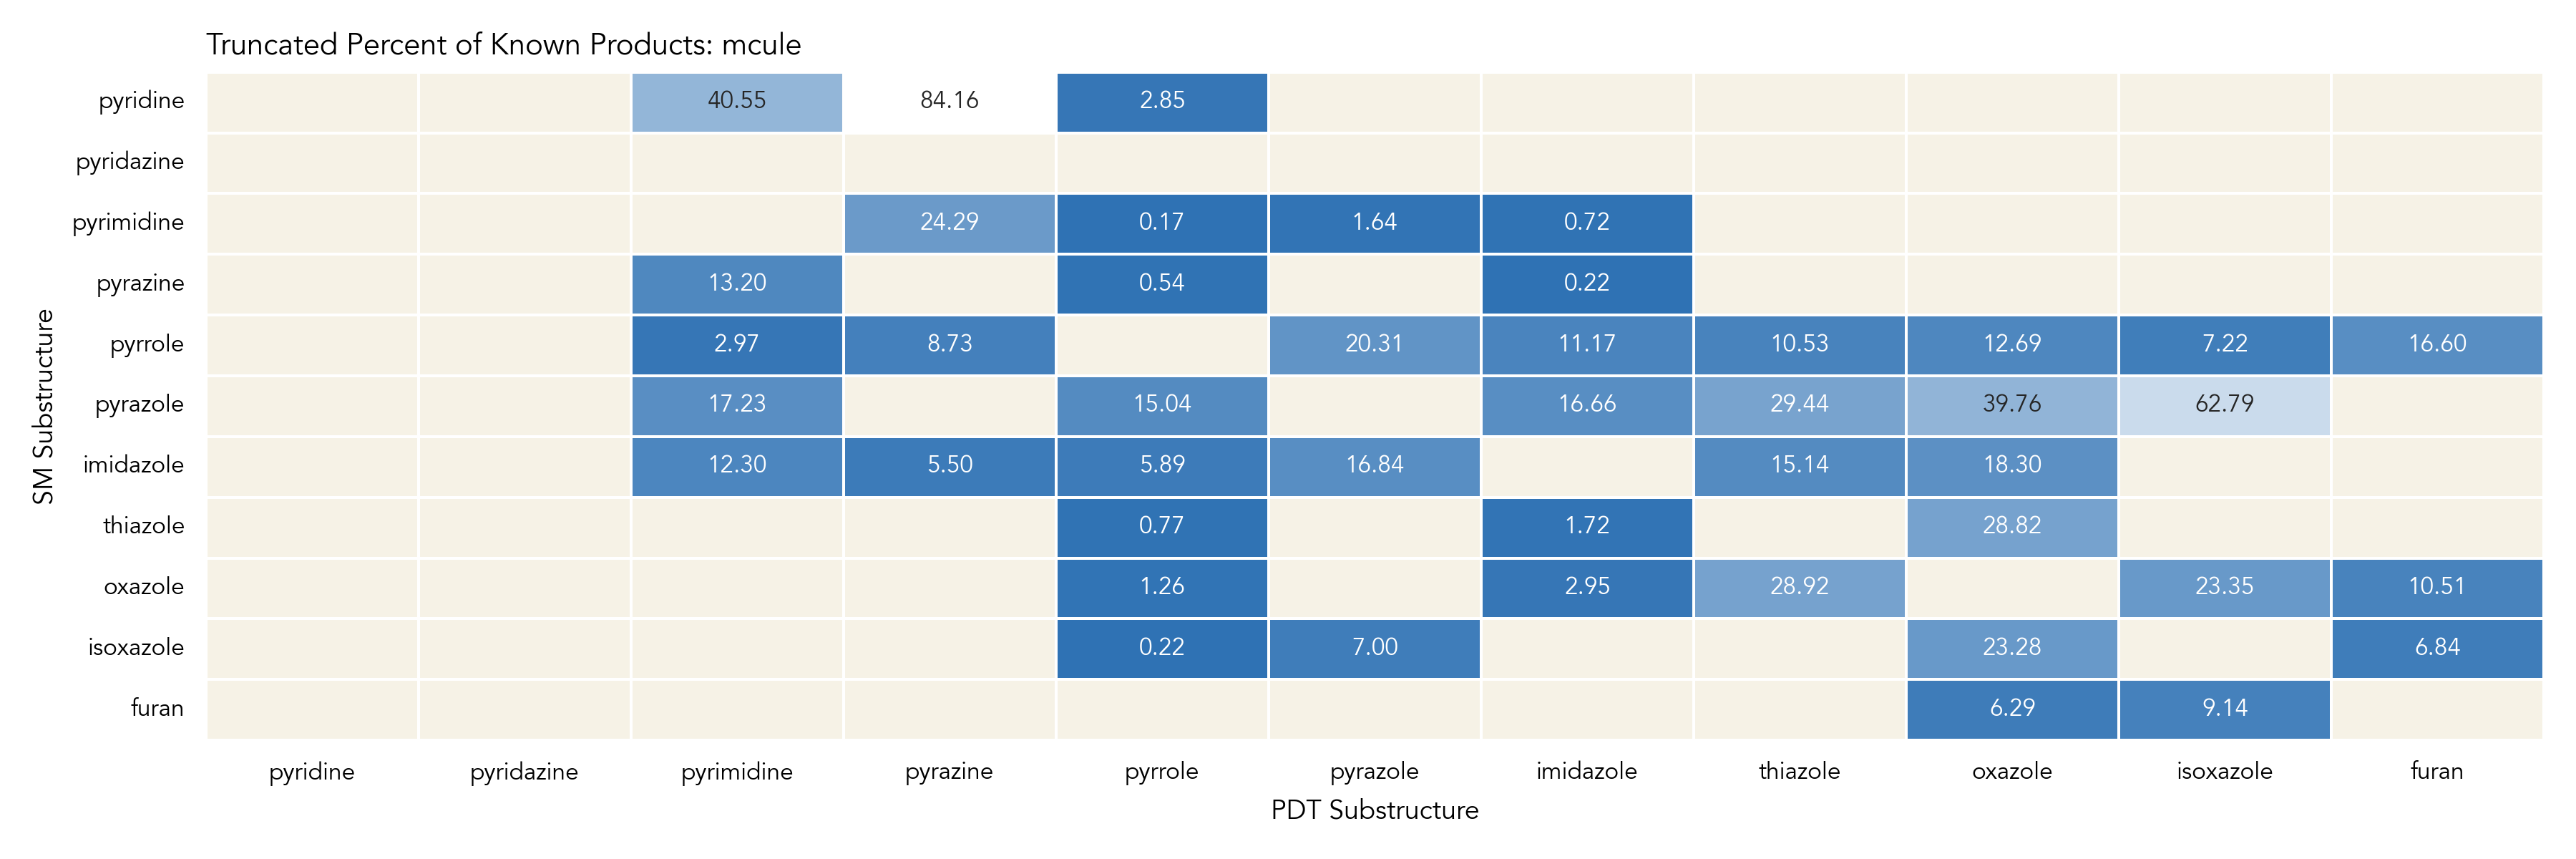 Truncated Percent of Known Products: mcule
pyridine 40.55 84.16 2.85
pyridazine
pyrimidine 24.29 0.17 1.64 0.72
pyrazine 13.20 0.54 0.22
pyrrole 2.97 8.73 20.31 11.17 10.53 12.69 7.22 16.60
pyrazole 17.23 15.04 16.66 29.44 39.76 62.79
imidazole 12.30 5.50 5.89 16.84 15.14 18.30
thiazole 0.77 1.72 28.82
oxazole 1.26 2.95 28.92 23.35 10.51
isoxazole 0.22 7.00 23.28 6.84
furan 6.29 9.14
SM Substructure
pyridine pyridazine pyrimidine pyrazine pyrrole pyrazole imidazole thiazole oxazole isoxazole furan
PDT Substructure